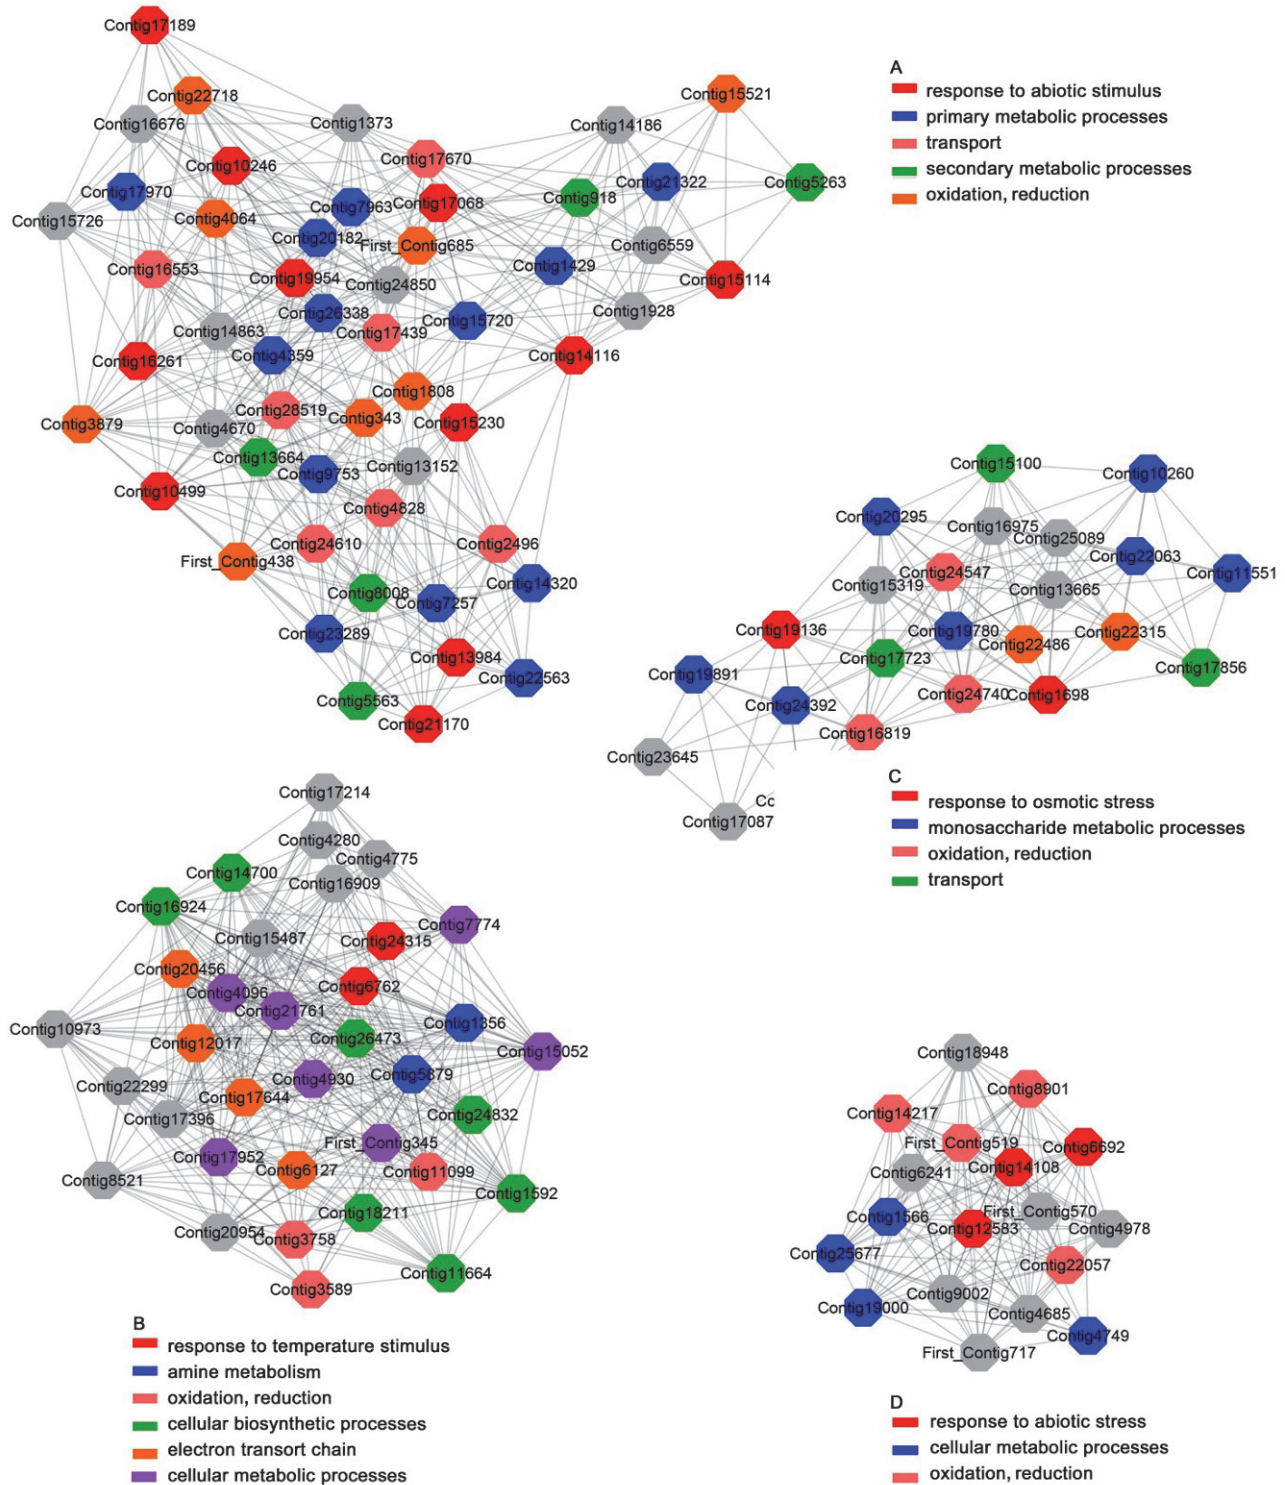 Contig17189
Contig22718
Contig16676
Contig1373
Contig10246
Contig17670
Contig17970
Contig7963
Contig17068
Contig15726
Contig4064
Contig20182
First_Contig685
Contig16553
Contig19954
Contig24850
Contig26338
Contig15720
Contig14863
Contig17439
Contig16261
Contig4359
Contig14116
Contig1808
Contig28519
Contig343
Contig15230
Contig3879
Contig4670
Contig13664
Contig9753
Contig13152
Contig10499
Contig4828
Contig24610
Contig2496
First_Contig438
Contig8008
Contig7257
Contig14320
Contig23289
Contig13984
Contig22563
Contig5563
Contig21170
Contig15521
Contig14186
Contig21322
Contig5263
Contig918
Contig6559
Contig1429
Contig15114
Contig1928
A
response to abiotic stimulus
primary metabolic processes
transport
secondary metabolic processes
oxidation, reduction
Contig15100
Contig10260
Contig20295
Contig16975
Contig25089
Contig22063
Contig11551
Contig24547
Contig15319
Contig13665
Contig19136
Contig19780
Contig22486
Contig22315
Contig17723
Contig17856
Contig19891
Contig24740
Contig1698
Contig24392
Contig16819
Contig23645
Co
Contig17087
C
response to osmotic stress
monosaccharide metabolic processes
oxidation, reduction
transport
Contig17214
Contig4280
Contig4775
Contig14700
Contig16909
Contig16924
Contig7774
Contig15487
Contig24315
Contig20456
Contig4096
Contig6762
Contig21761
Contig10973
Contig1356
Contig12017
Contig26473
Contig15052
Contig22299
Contig4930
Contig5879
Contig17644
Contig17396
Contig24832
First_Contig345
Contig17952
Contig6127
Contig11099
Contig8521
Contig1592
Contig18211
Contig20954
Contig3758
Contig11664
Contig3589
B
response to temperature stimulus
amine metabolism
oxidation, reduction
cellular biosynthetic processes
electron transort chain
cellular metabolic processes
Contig18948
Contig8901
Contig14217
First_Contig519
Contig6692
Contig14108
Contig6241
First_Contig570
Contig1566
Contig12583
Contig4978
Contig25677
Contig22057
Contig9002
Contig19000
Contig4685
Contig4749
First_Contig717
D
response to abiotic stress
cellular metabolic processes
oxidation, reduction